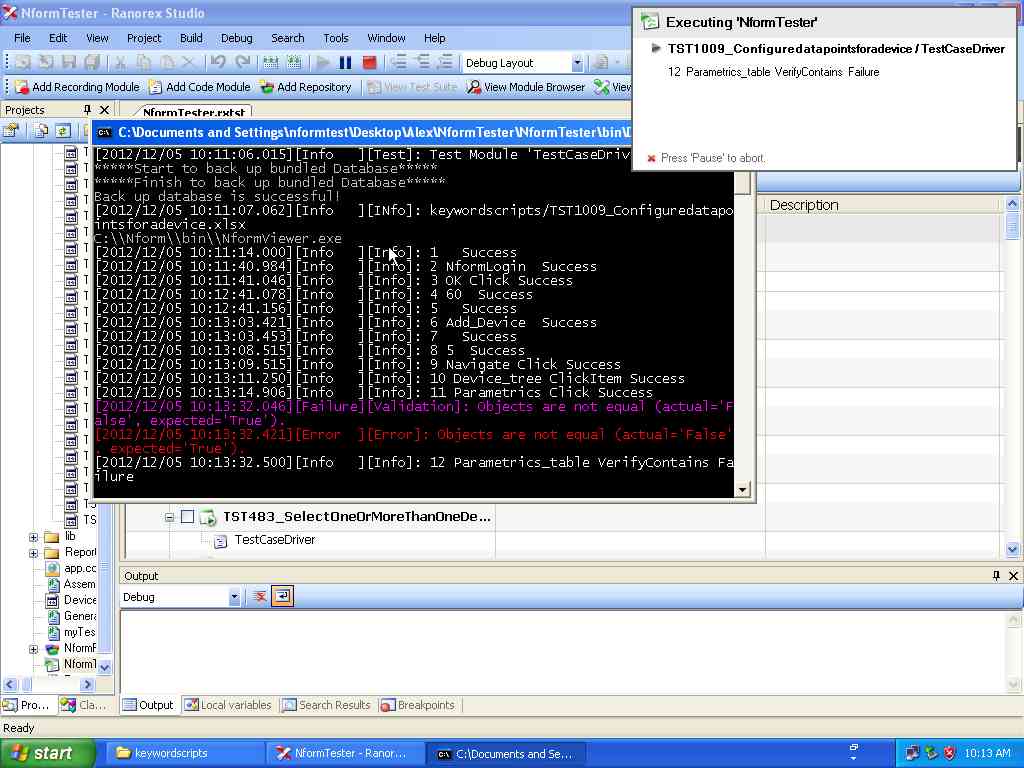 NformTester - Ranorex Studio
File Edit View Project Build Debug Search Tools Window Help
Debug Layout
Add Recording Module Add Code Module Add Repository View Test Suite View Module Browser View
Projects
NformTester.rxtst
Executing 'NformTester'
TST1009_Configuredatapointsforadevice / TestCaseDriver
12 Parametrics_table VerifyContains Failure
Press 'Pause' to abort.
C:\Documents and Settings\nformtest\Desktop\Alex\NformTester\NformTester\bin\D
[2012/12/05 10:11:06.015][Info   ][Test]: Test Module 'TestCaseDriv
*****Start to back up bundled Database*****
*****Finish to back up bundled Database*****
Back up database is successful!
[2012/12/05 10:11:07.062][Info   ][INfo]: keywordscripts/TST1009_Configuredatapo
intsforadevice.xlsx
C:\\Nform\\bin\\NformViewer.exe
[2012/12/05 10:11:14.000][Info   ][Info]: 1   Success
[2012/12/05 10:11:40.984][Info   ][Info]: 2 NformLogin  Success
[2012/12/05 10:11:41.046][Info   ][Info]: 3 OK Click Success
[2012/12/05 10:12:41.078][Info   ][Info]: 4 60  Success
[2012/12/05 10:12:41.156][Info   ][Info]: 5   Success
[2012/12/05 10:13:03.421][Info   ][Info]: 6 Add_Device  Success
[2012/12/05 10:13:03.453][Info   ][Info]: 7   Success
[2012/12/05 10:13:08.515][Info   ][Info]: 8 5  Success
[2012/12/05 10:13:09.515][Info   ][Info]: 9 Navigate Click Success
[2012/12/05 10:13:11.250][Info   ][Info]: 10 Device_tree ClickItem Success
[2012/12/05 10:13:14.906][Info   ][Info]: 11 Parametrics Click Success
[2012/12/05 10:13:32.046][Failure][Validation]: Objects are not equal (actual='F
alse', expected='True').
[2012/12/05 10:13:32.421][Error  ][Error]: Objects are not equal (actual='False'
, expected='True').
[2012/12/05 10:13:32.500][Info   ][Info]: 12 Parametrics_table VerifyContains Fa
ilure
Description
TST483_SelectOneOrMoreThanOneDe...
TestCaseDriver
TS
lib
Report
app.co
Assem
Device
Genera
myTes
NformF
NformT
Output
Debug
Pro... Cla... Output Local variables Search Results Breakpoints
Ready
start keywordscripts NformTester - Ranor... C:\Documents and Se... 10:13 AM